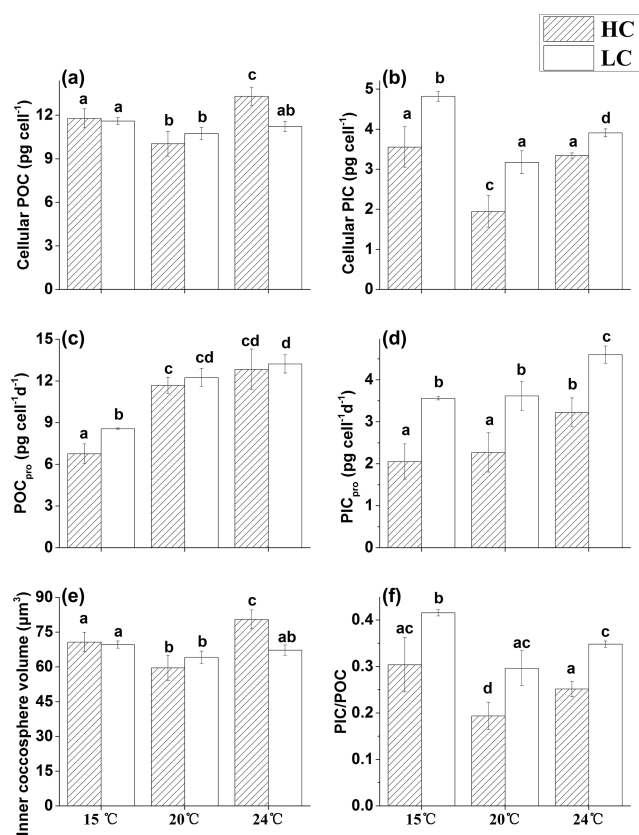 HC
LC
(a)
a a b b c ab
12
9
6
3
0
Cellular POC (pg cell⁻¹)
(b)
a b c a a d
5
4
3
2
1
0
Cellular PIC (pg cell⁻¹)
(c)
a b c cd cd d
15
12
9
6
3
0
POCpro (pg cell⁻¹d⁻¹)
(d)
a b a b b c
4
3
2
1
0
PICpro (pg cell⁻¹d⁻¹)
(e)
a a b b c ab
90
75
60
45
30
15
0
Inner coccosphere volume (µm³)
15℃ 20℃ 24℃
(f)
ac b d ac a c
0.4
0.3
0.2
0.1
0.0
PIC/POC
15℃ 20℃ 24℃